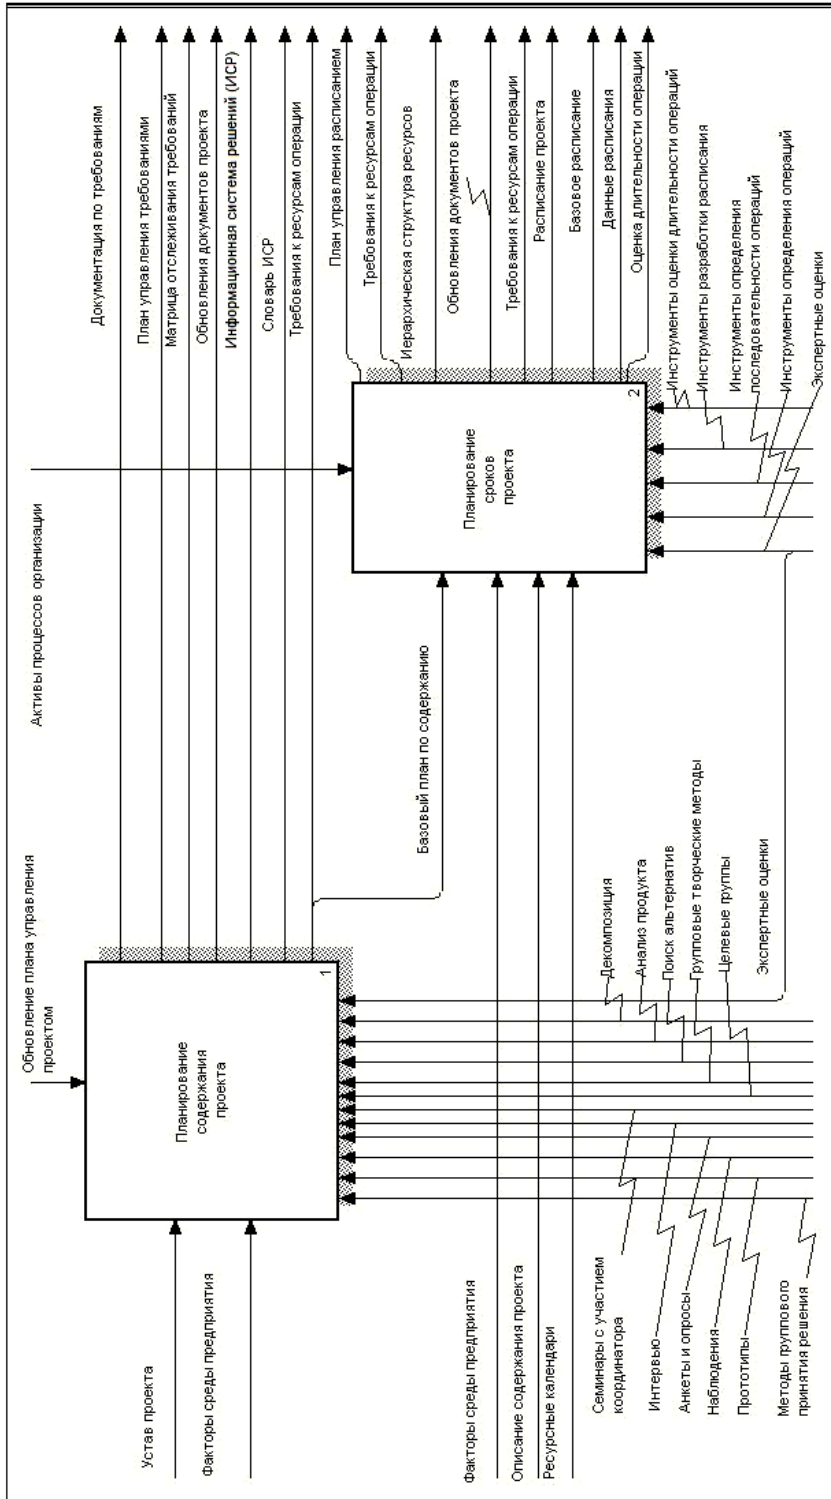 Обновление плана управления
проектом
Активы процессов организации
Устав проекта
Факторы среды предприятия
Планирование
содержания
проекта
1
Документация по требованиям
План управления требованиями
Матрица отслеживания требований
Обновления документов проекта
Информационная система решений (ИСР)
Словарь ИСР
Требования к ресурсам операции
Базовый план по содержанию
План управления расписанием
Требования к ресурсам операции
Иерархическая структура ресурсов
Обновления документов проекта
Требования к ресурсам операции
Расписание проекта
Базовое расписание
Данные расписания
Оценка длительности операции
Планирование
сроков
проекта
2
Факторы среды предприятия
Описание содержания проекта
Ресурсные календари
Семинары с участием
координатора
Интервью
Анкеты и опросы
Наблюдения
Прототипы
Методы группового
принятия решения
Декомпозиция
Анализ продукта
Поиск альтернатив
Групповые творческие методы
Целевые группы
Экспертные оценки
Инструменты оценки длительности операций
Инструменты разработки расписания
Инструменты определения
последовательности операций
Инструменты определения операций
Экспертные оценки